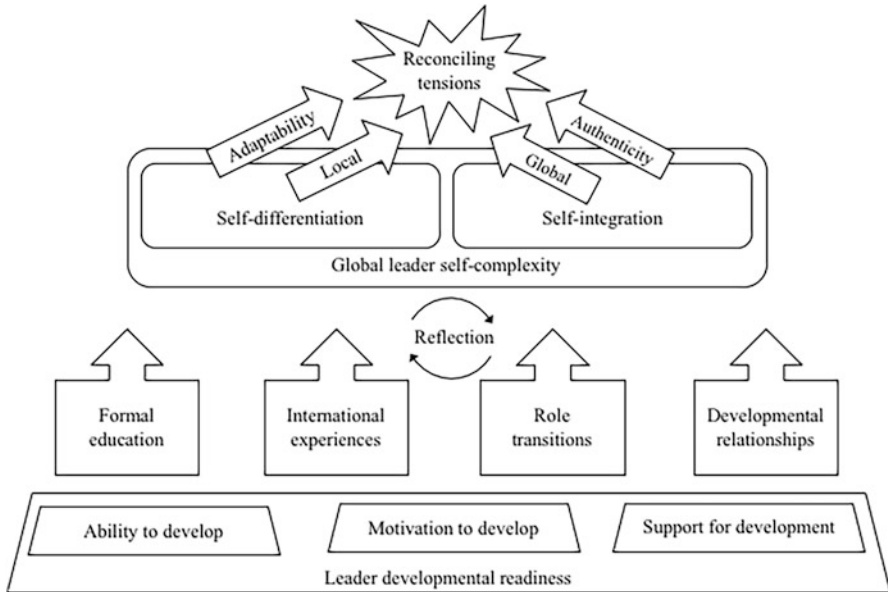 Reconciling
tensions
Adaptability
Local
Global
Authenticity
Self-differentiation
Self-integration
Global leader self-complexity
Reflection
Formal
education
International
experiences
Role
transitions
Developmental
relationships
Ability to develop
Motivation to develop
Support for development
Leader developmental readiness